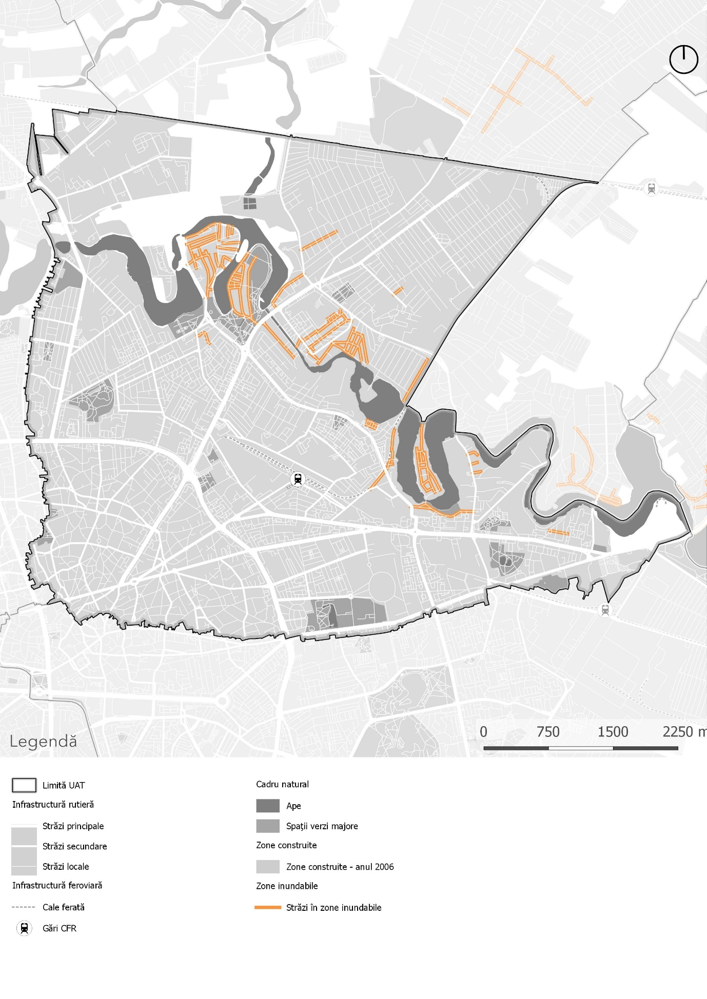 0 750 1500 2250 m
Legendă
Limită UAT
Infrastructură rutieră
Străzi principale
Străzi secundare
Străzi locale
Infrastructură feroviară
Cale ferată
Gări CFR
Cadru natural
Ape
Spații verzi majore
Zone construite
Zone construite - anul 2006
Zone inundabile
Străzi în zone inundabile